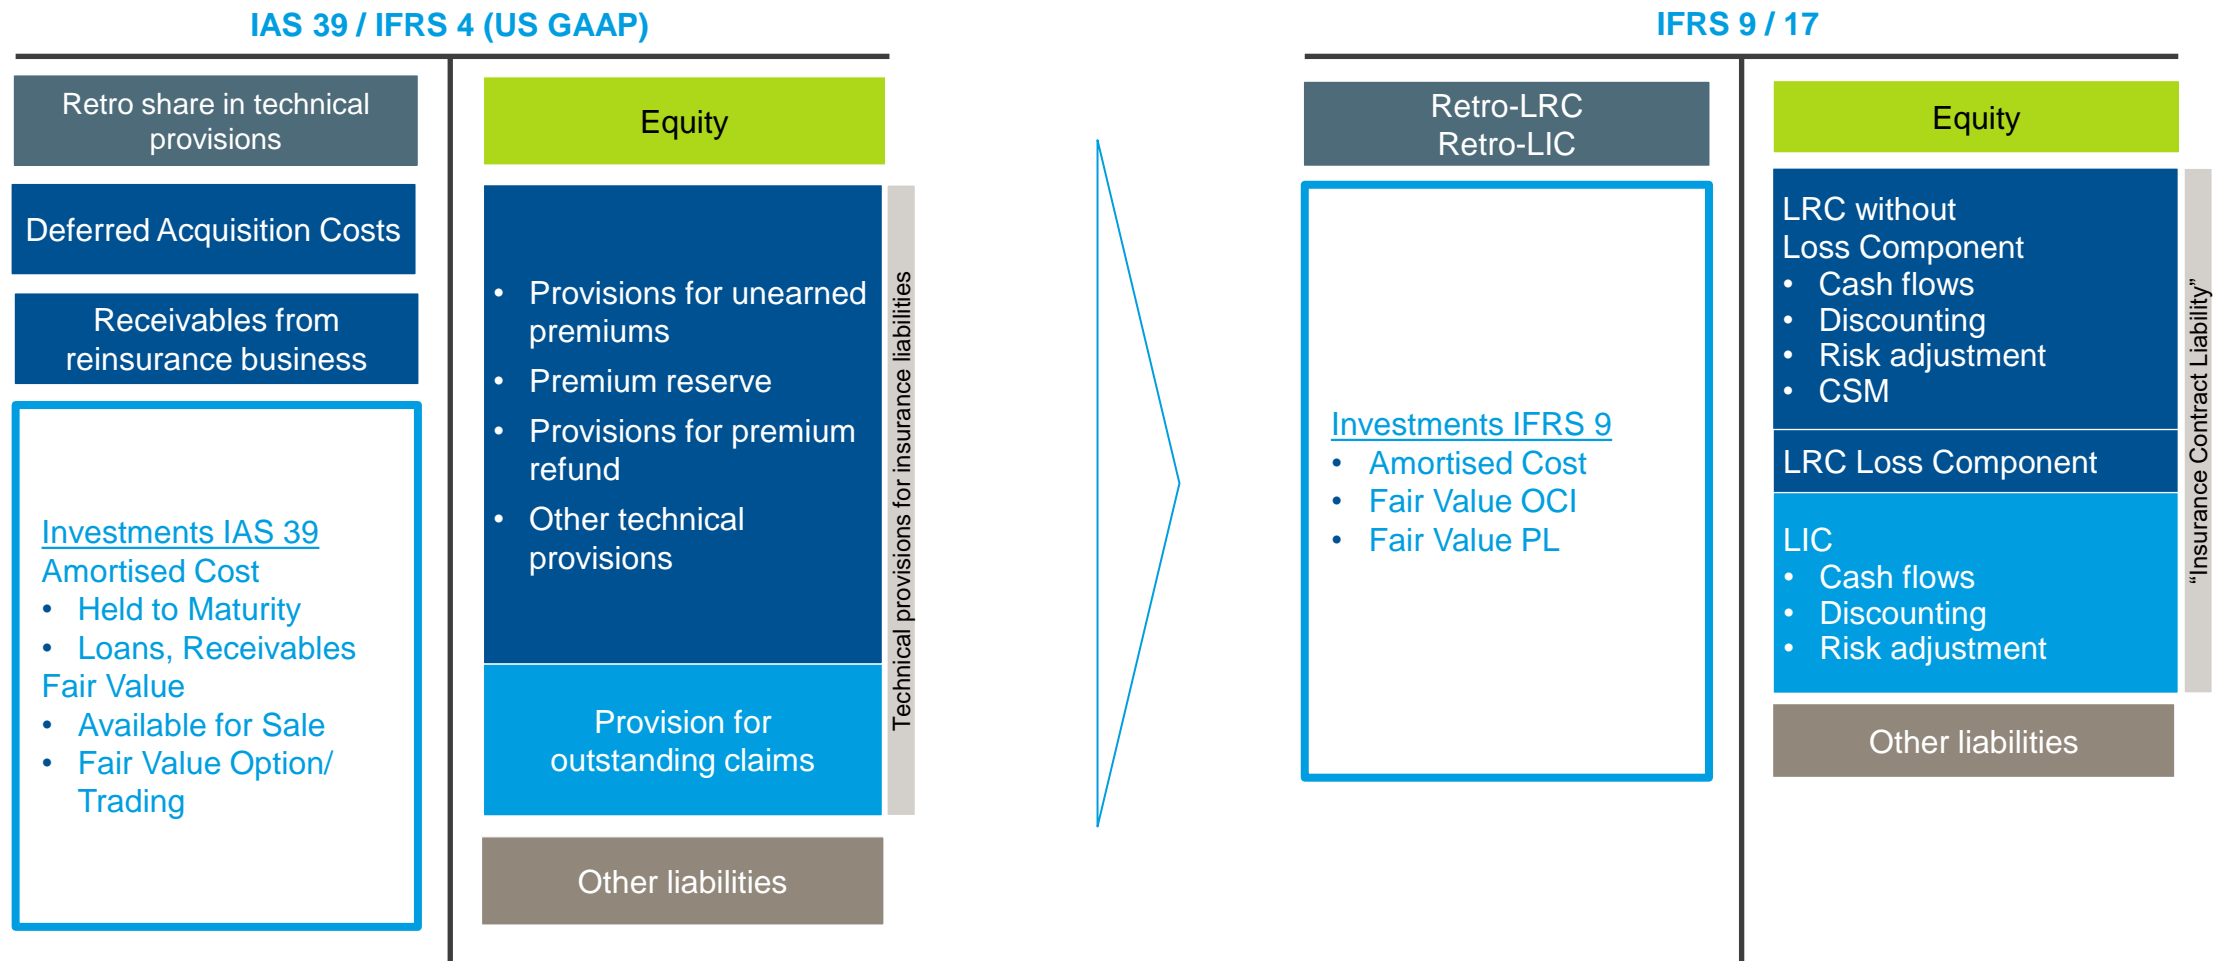 IAS 39 / IFRS 4 (US GAAP)
Retro share in technical
provisions
Deferred Acquisition Costs
Receivables from
reinsurance business
Investments IAS 39
Amortised Cost
• Held to Maturity
• Loans, Receivables
Fair Value
• Available for Sale
• Fair Value Option/
Trading
Equity
• Provisions for unearned
premiums
• Premium reserve
• Provisions for premium
refund
• Other technical
provisions
Provision for
outstanding claims
Technical provisions for insurance liabilities
Other liabilities
IFRS 9 / 17
Retro-LRC
Retro-LIC
Investments IFRS 9
• Amortised Cost
• Fair Value OCI
• Fair Value PL
Equity
LRC without
Loss Component
• Cash flows
• Discounting
• Risk adjustment
• CSM
LRC Loss Component
LIC
• Cash flows
• Discounting
• Risk adjustment
“Insurance Contract Liability”
Other liabilities